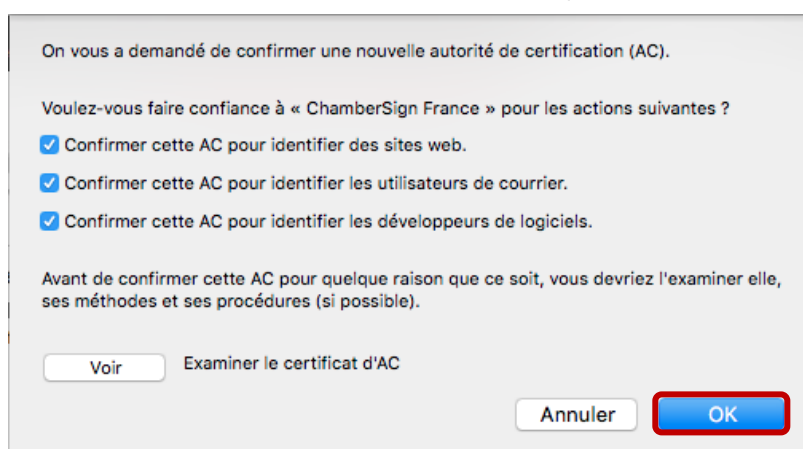 On vous a demandé de confirmer une nouvelle autorité de certification (AC).
Voulez-vous faire confiance à « ChamberSign France » pour les actions suivantes ?
Confirmer cette AC pour identifier des sites web.
Confirmer cette AC pour identifier les utilisateurs de courrier.
Confirmer cette AC pour identifier les développeurs de logiciels.
Avant de confirmer cette AC pour quelque raison que ce soit, vous devriez l'examiner elle,
ses méthodes et ses procédures (si possible).
Voir Examiner le certificat d'AC
Annuler OK